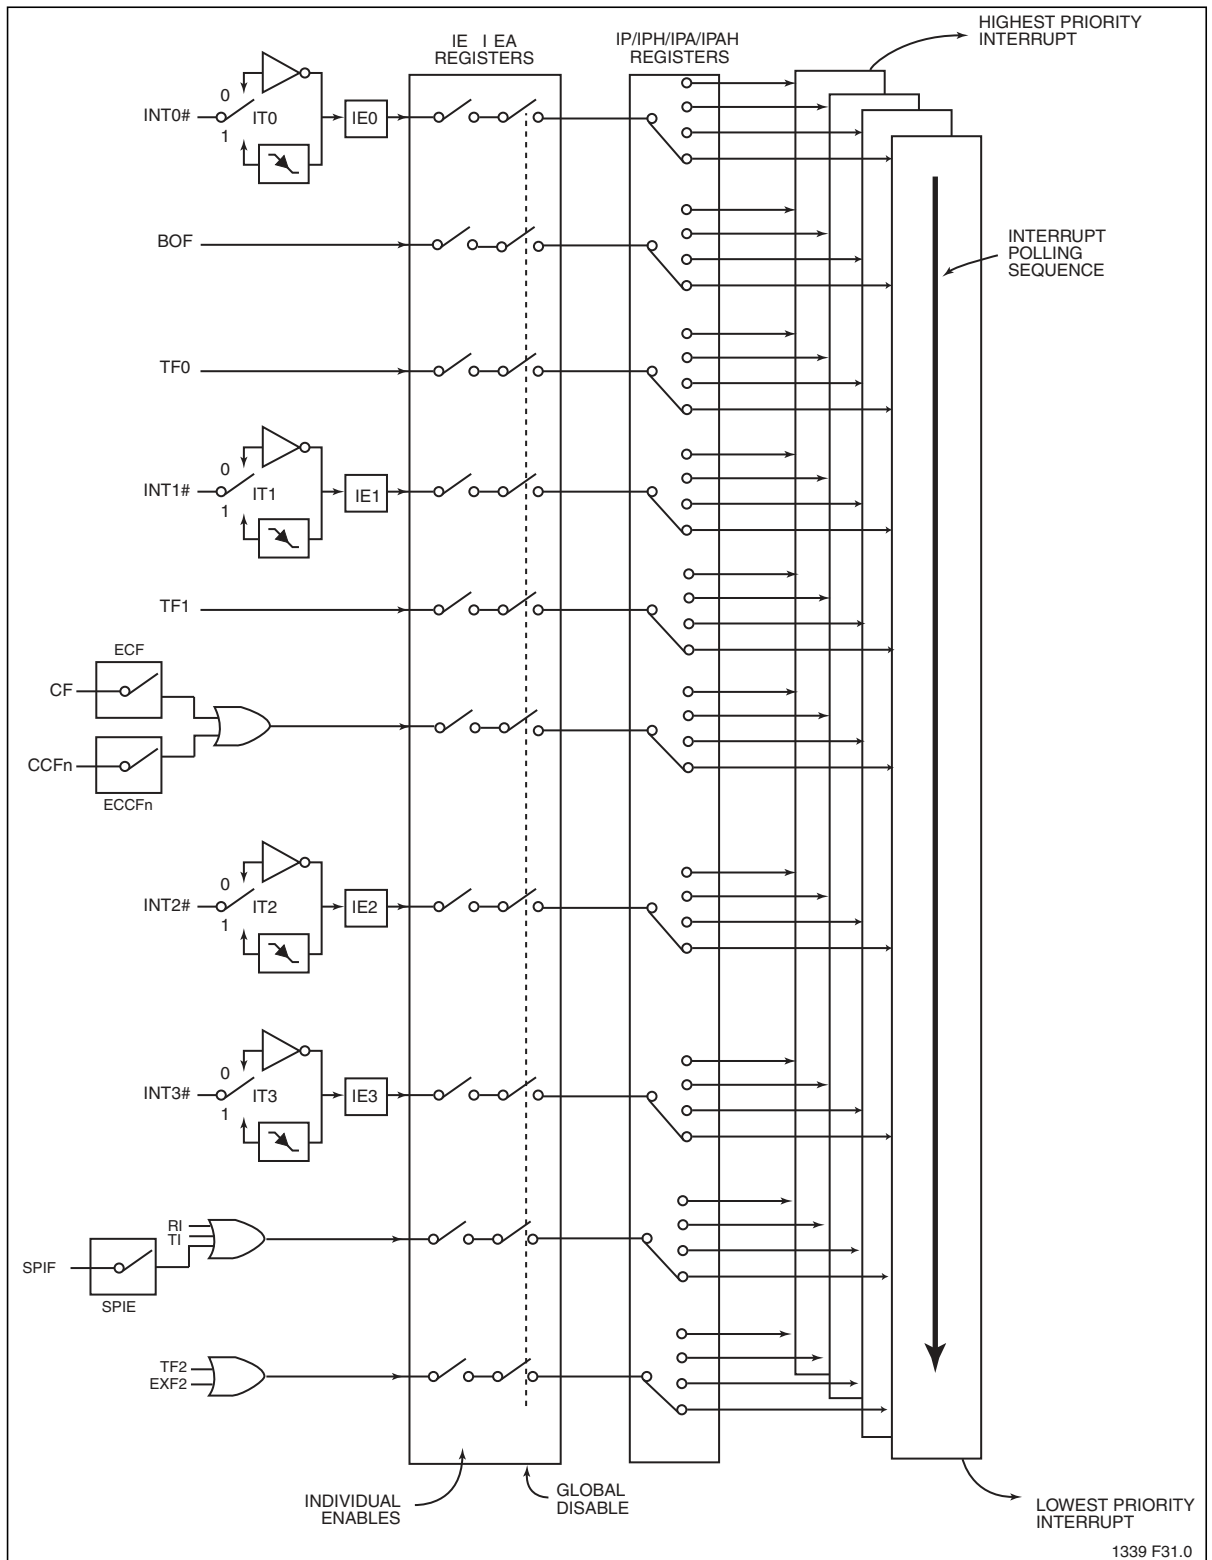 HIGHEST PRIORITY
INTERRUPT
IE I EA
REGISTERS
IP/IPH/IPA/IPAH
REGISTERS
0
INT0#
IT0
1
IE0
BOF
INTERRUPT
POLLING
SEQUENCE
TF0
0
INT1#
IT1
1
IE1
TF1
ECF
CF
CCFn
ECCFn
0
INT2#
IT2
1
IE2
0
INT3#
IT3
1
IE3
RI
TI
SPIF
SPIE
TF2
EXF2
INDIVIDUAL
ENABLES
GLOBAL
DISABLE
LOWEST PRIORITY
INTERRUPT
1339 F31.0